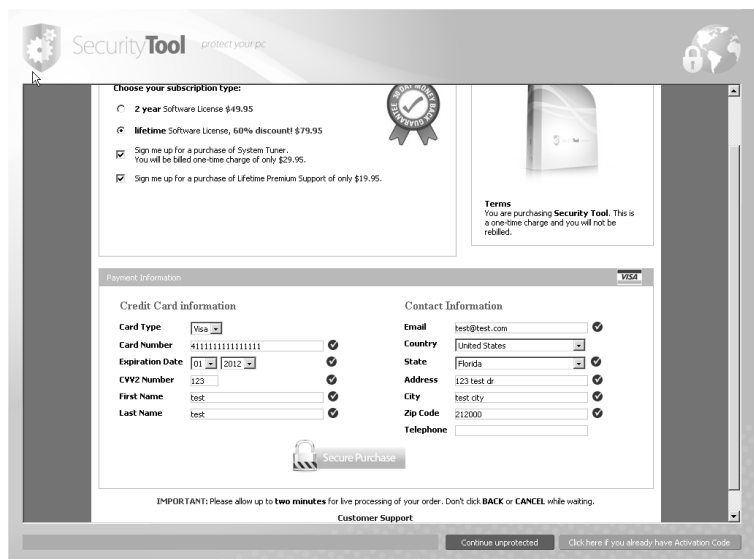 SecurityTool protect your pc
Choose your subscription type:
2 year Software License $49.95
lifetime Software License, 60% discount! $79.95
Sign me up for a purchase of System Tuner.
You will be billed one-time charge of only $29.95.
Sign me up for a purchase of Lifetime Premium Support of only $19.95.
30 DAY MONEY BACK GUARANTEE
Terms
You are purchasing Security Tool. This is
a one-time charge and you will not be
rebilled.
Payment Information
VISA
Credit Card information
Card Type Visa
Card Number 4111111111111111
Expiration Date 01 2012
CVV2 Number 123
First Name test
Last Name test
Contact Information
Email test@test.com
Country United States
State Florida
Address 123 test dr
City test city
Zip Code 212000
Telephone
Secure Purchase
IMPORTANT: Please allow up to two minutes for live processing of your order. Don't click BACK or CANCEL while waiting.
Customer Support
Continue unprotected
Click here if you already have Activation Code